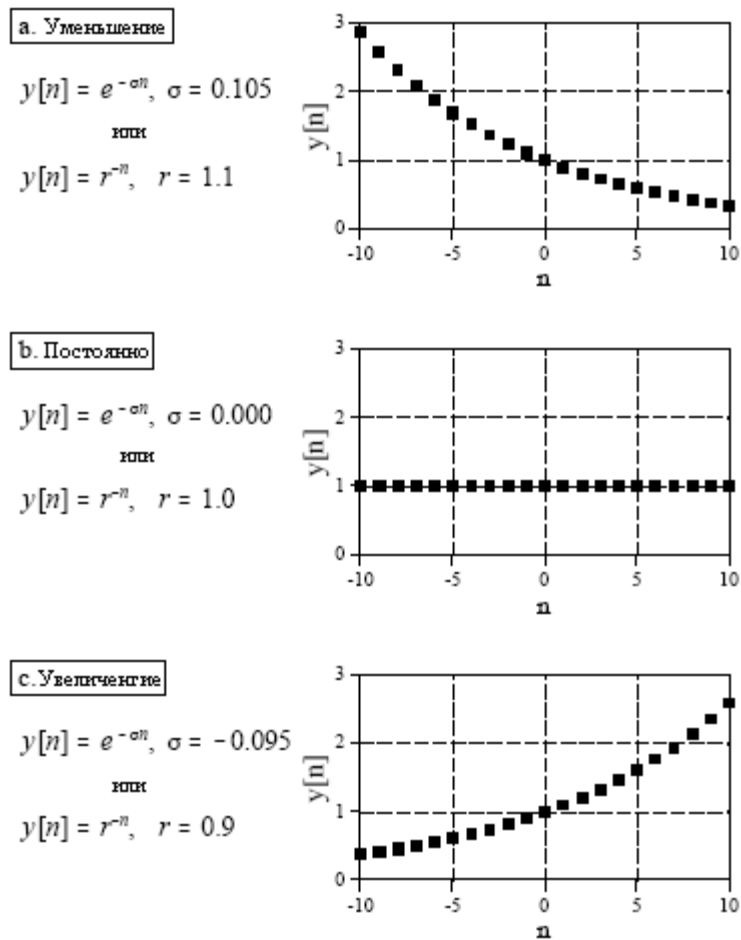 a. Уменьшение
y[n] = e^{-σn}, σ = 0.105
или
y[n] = r^{-n}, r = 1.1
y[n]
3
2
1
0
-10 -5 0 5 10
n
b. Постоянно
y[n] = e^{-σn}, σ = 0.000
или
y[n] = r^{-n}, r = 1.0
y[n]
3
2
1
0
-10 -5 0 5 10
n
c. Увеличенгие
y[n] = e^{-σn}, σ = -0.095
или
y[n] = r^{-n}, r = 0.9
y[n]
3
2
1
0
-10 -5 0 5 10
n